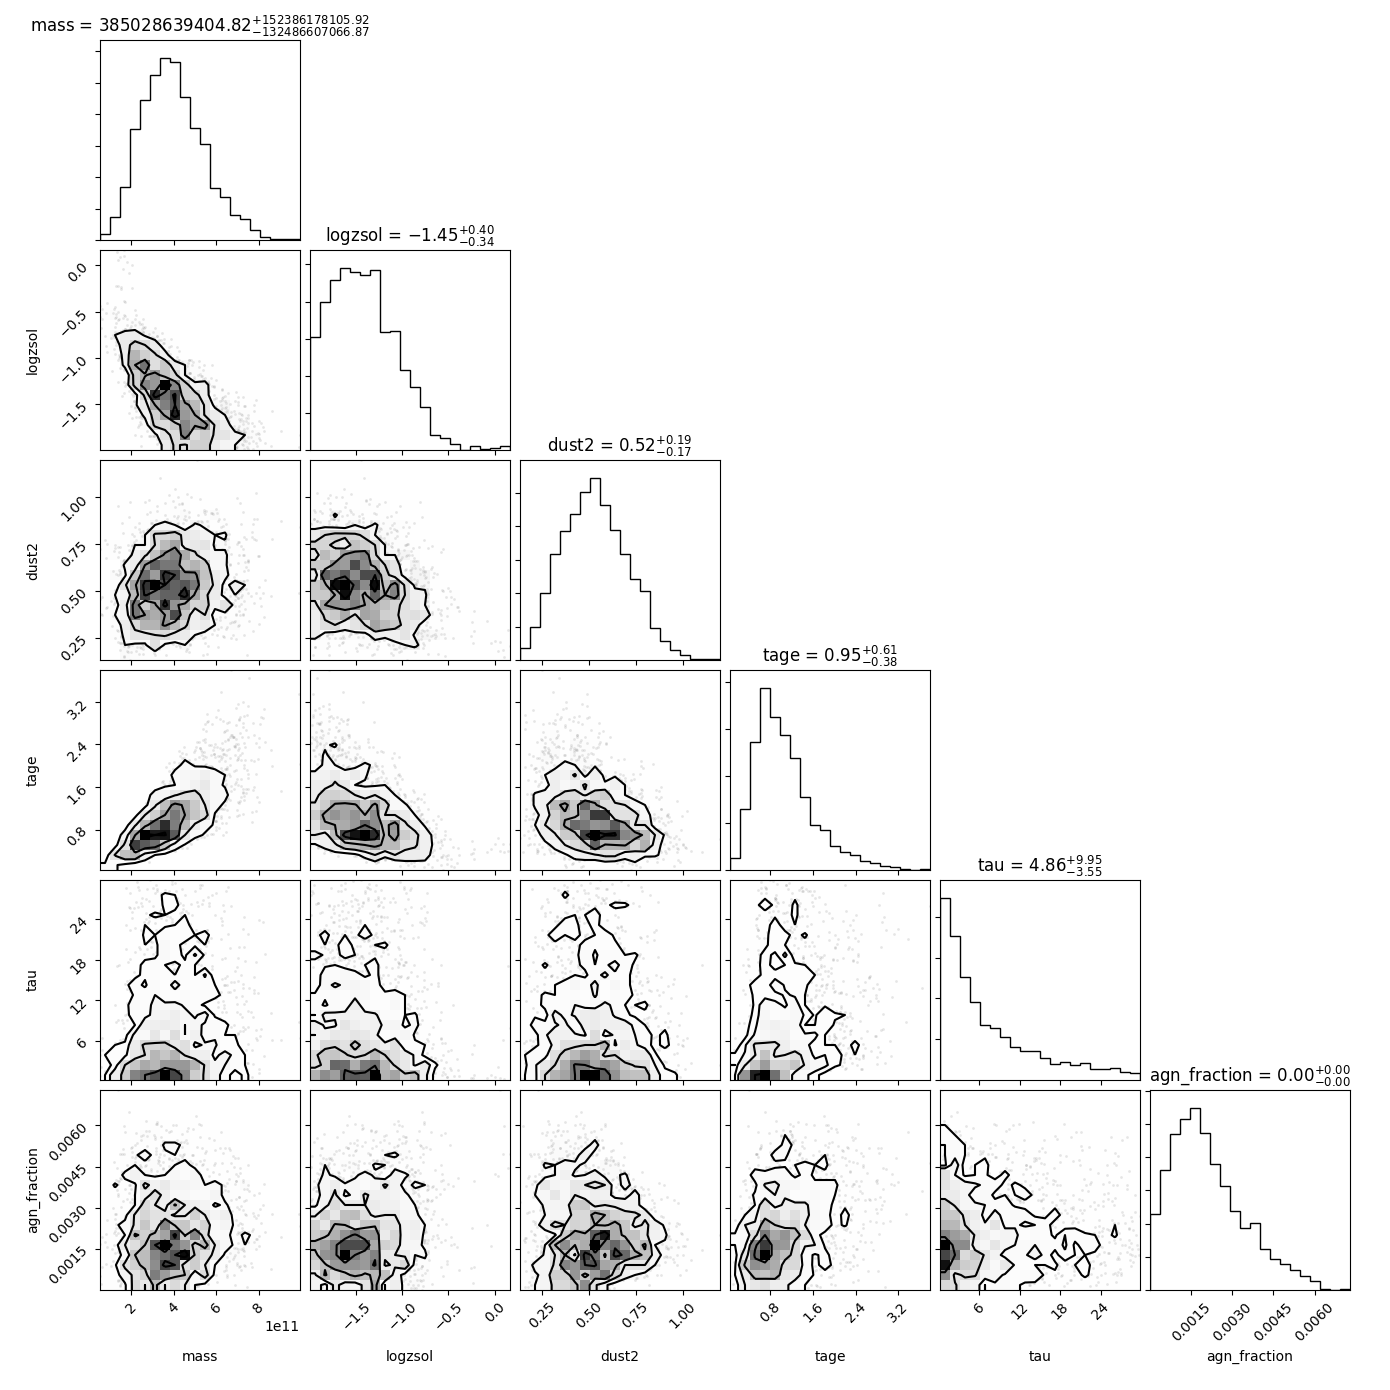 mass = 385028639404.82+152386178105.92−132486607066.87
logzsol = −1.45+0.40−0.34
0.0
−0.5
−1.0
−1.5
logzsol
dust2 = 0.52+0.19−0.17
1.00
0.75
0.50
0.25
dust2
tage = 0.95+0.61−0.38
3.2
2.4
1.6
0.8
tage
tau = 4.86+9.95−3.55
24
18
12
6
tau
agn_fraction = 0.00+0.00−0.00
0.0060
0.0045
0.0030
0.0015
agn_fraction
2 4 6 8 −1.5 −1.0 −0.5 0.0 0.25 0.50 0.75 1.00 0.8 1.6 2.4 3.2 6 12 18 24 0.0015 0.0030 0.0045 0.0060
1e11
mass logzsol dust2 tage tau agn_fraction